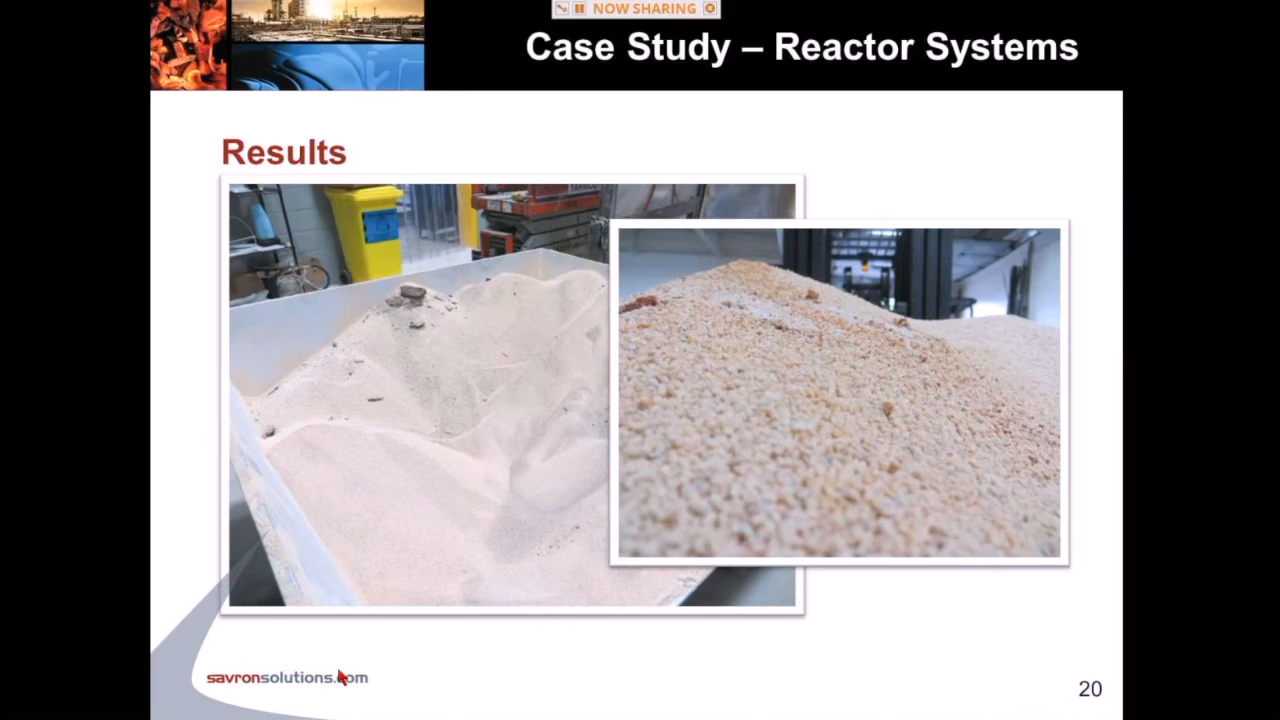 NOW SHARING
Case Study – Reactor Systems
Results
savronsolutions.com
20